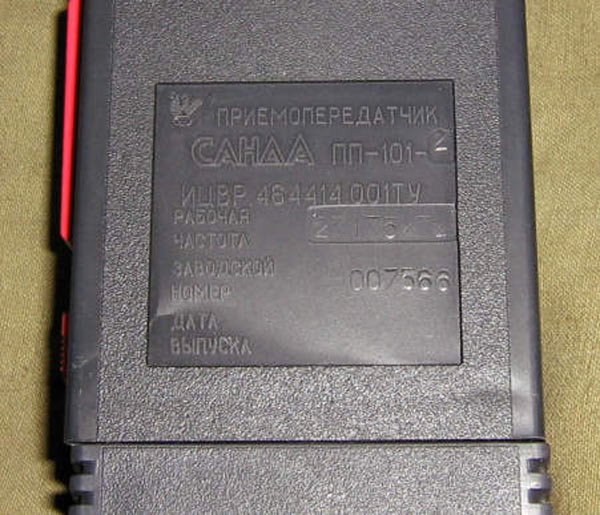 ПРИЕМОПЕРЕДАТЧИК
САНДА ПП-101-2
ИЦВР 464414 001ТУ
РАБОЧАЯ
ЧАСТОТА
ЗАВОДСКОЙ
НОМЕР 007566
ДАТА
ВЫПУСКА